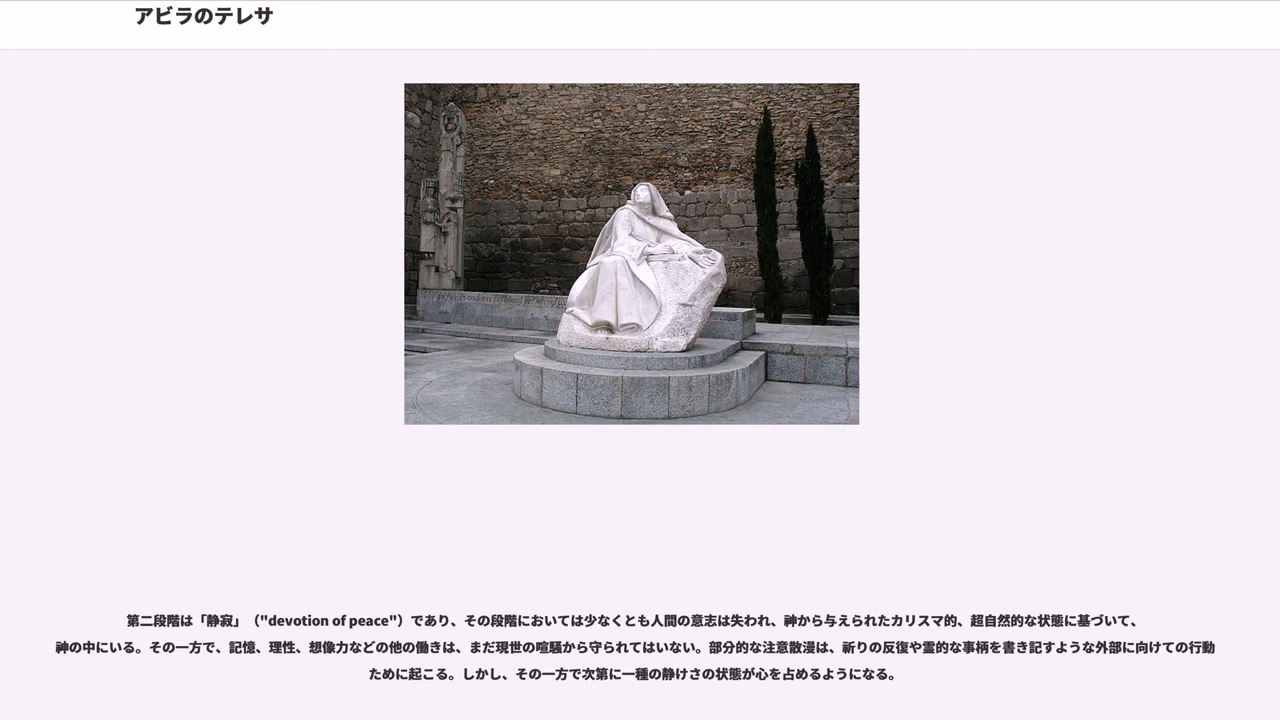 アビラのテレサ
第二段階は「静寂」（"devotion of peace"）であり、その段階においては少なくとも人間の意志は失われ、神から与えられたカリスマ的、超自然的な状態に基づいて、
神の中にいる。その一方で、記憶、理性、想像力などの他の働きは、まだ現世の喧騒から守られてはいない。部分的な注意散漫は、祈りの反復や霊的な事柄を書き記すような外部に向けての行動
ために起こる。しかし、その一方で次第に一種の静けさの状態が心を占めるようになる。